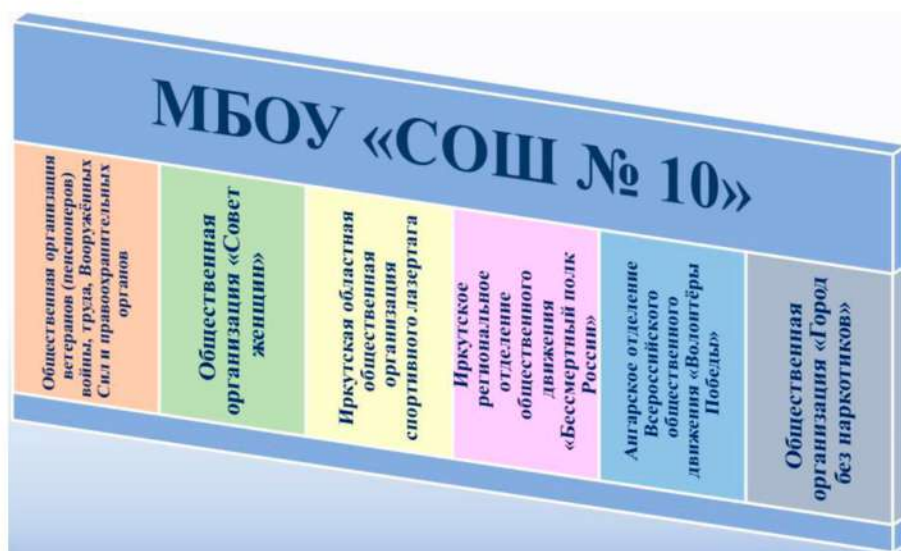 МБОУ «СОШ № 10»
Общественная организация
ветеранов (пенсионеров)
войны, труда, Вооружённых
Сил и правоохранительных
органов
Общественная
организация «Совет
женщин»
Иркутская областная
общественная
организация
спортивного лазертага
Иркутское
региональное
отделение
общественного
движения
«Бессмертный полк
России»
Ангарское отделение
Всероссийского
общественного
движения «Волонтёры
Победы»
Общественная
организация «Город
без наркотиков»